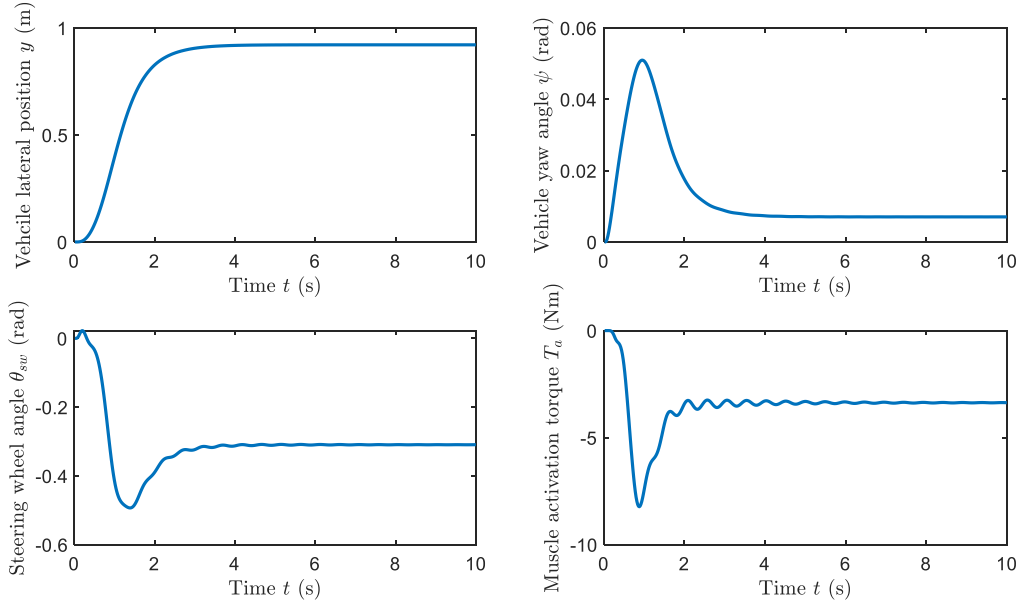 Vehcile lateral position y (m)
1
0.5
0
0 2 4 6 8 10
Time t (s)
Vehicle yaw angle ψ (rad)
0.06
0.04
0.02
0
0 2 4 6 8 10
Time t (s)
Steering wheel angle θsw (rad)
0
-0.2
-0.4
-0.6
0 2 4 6 8 10
Time t (s)
Muscle activation torque Ta (Nm)
0
-5
-10
0 2 4 6 8 10
Time t (s)